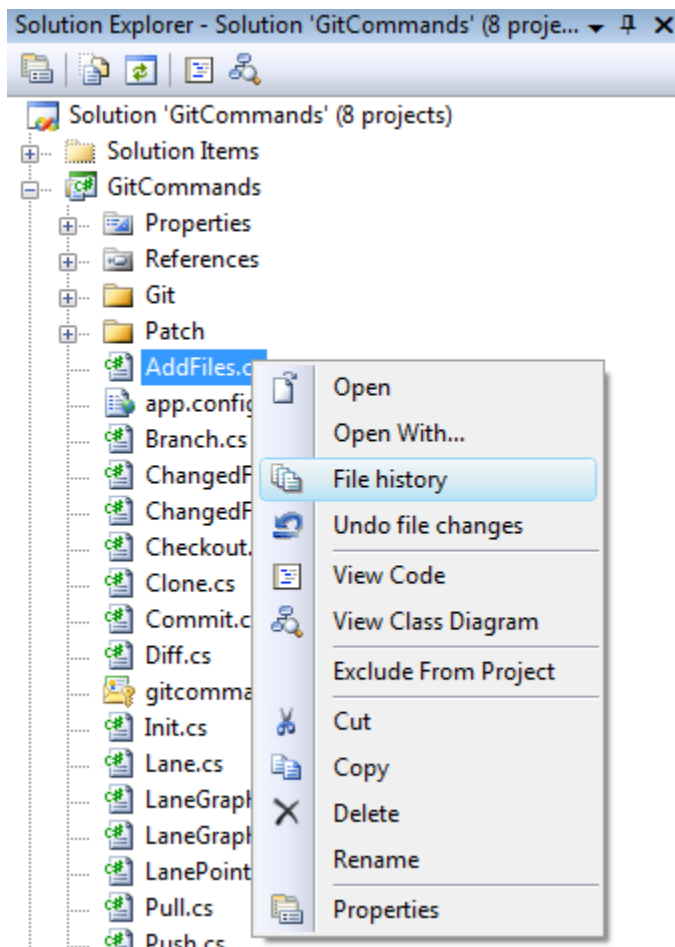 Solution Explorer - Solution 'GitCommands' (8 proje...
Solution 'GitCommands' (8 projects)
Solution Items
GitCommands
Properties
References
Git
Patch
AddFiles.c
app.config
Branch.cs
ChangedF
ChangedF
Checkout.
Clone.cs
Commit.c
Diff.cs
gitcomma
Init.cs
Lane.cs
LaneGraph
LaneGraph
LanePoint
Pull.cs
Push.cs
Open
Open With...
File history
Undo file changes
View Code
View Class Diagram
Exclude From Project
Cut
Copy
Delete
Rename
Properties